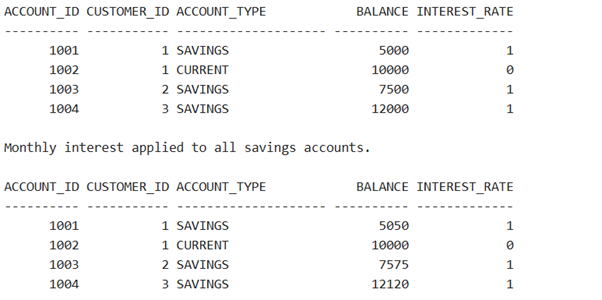 ACCOUNT_ID CUSTOMER_ID ACCOUNT_TYPE            BALANCE INTEREST_RATE
---------- ----------- -------------------- ---------- -------------
      1001           1 SAVINGS                    5000             1
      1002           1 CURRENT                   10000             0
      1003           2 SAVINGS                    7500             1
      1004           3 SAVINGS                   12000             1

Monthly interest applied to all savings accounts.

ACCOUNT_ID CUSTOMER_ID ACCOUNT_TYPE            BALANCE INTEREST_RATE
---------- ----------- -------------------- ---------- -------------
      1001           1 SAVINGS                    5050             1
      1002           1 CURRENT                   10000             0
      1003           2 SAVINGS                    7575             1
      1004           3 SAVINGS                   12120             1